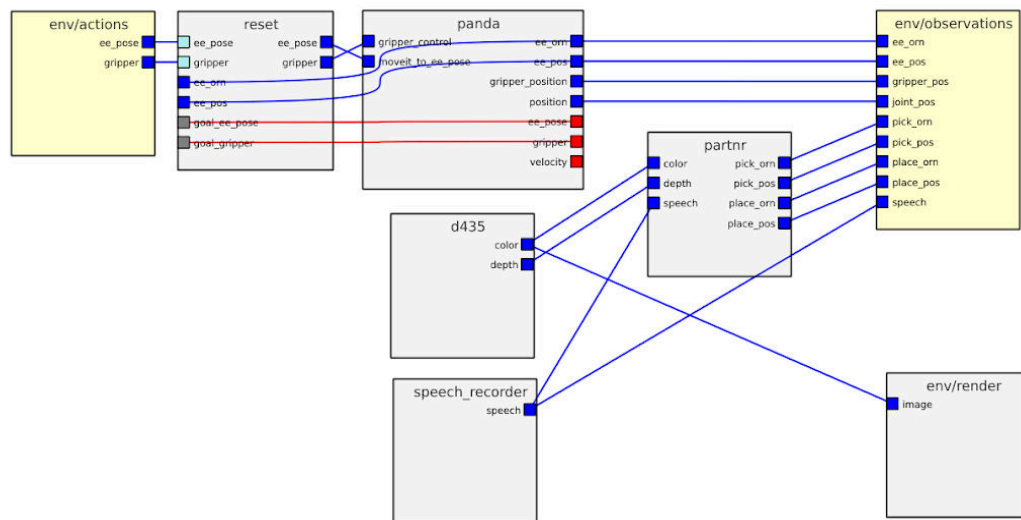 env/actions
ee_pose
gripper
reset
ee_pose
gripper
ee_orn
ee_pos
goal_ee_pose
goal_gripper
ee_pose
gripper
panda
gripper_control
moveit_to_ee_pose
ee_orn
ee_pos
gripper_position
position
ee_pose
gripper
velocity
env/observations
ee_orn
ee_pos
gripper_pos
joint_pos
pick_orn
pick_pos
place_orn
place_pos
speech
partnr
color
depth
speech
pick_orn
pick_pos
place_orn
place_pos
d435
color
depth
speech_recorder
speech
env/render
image